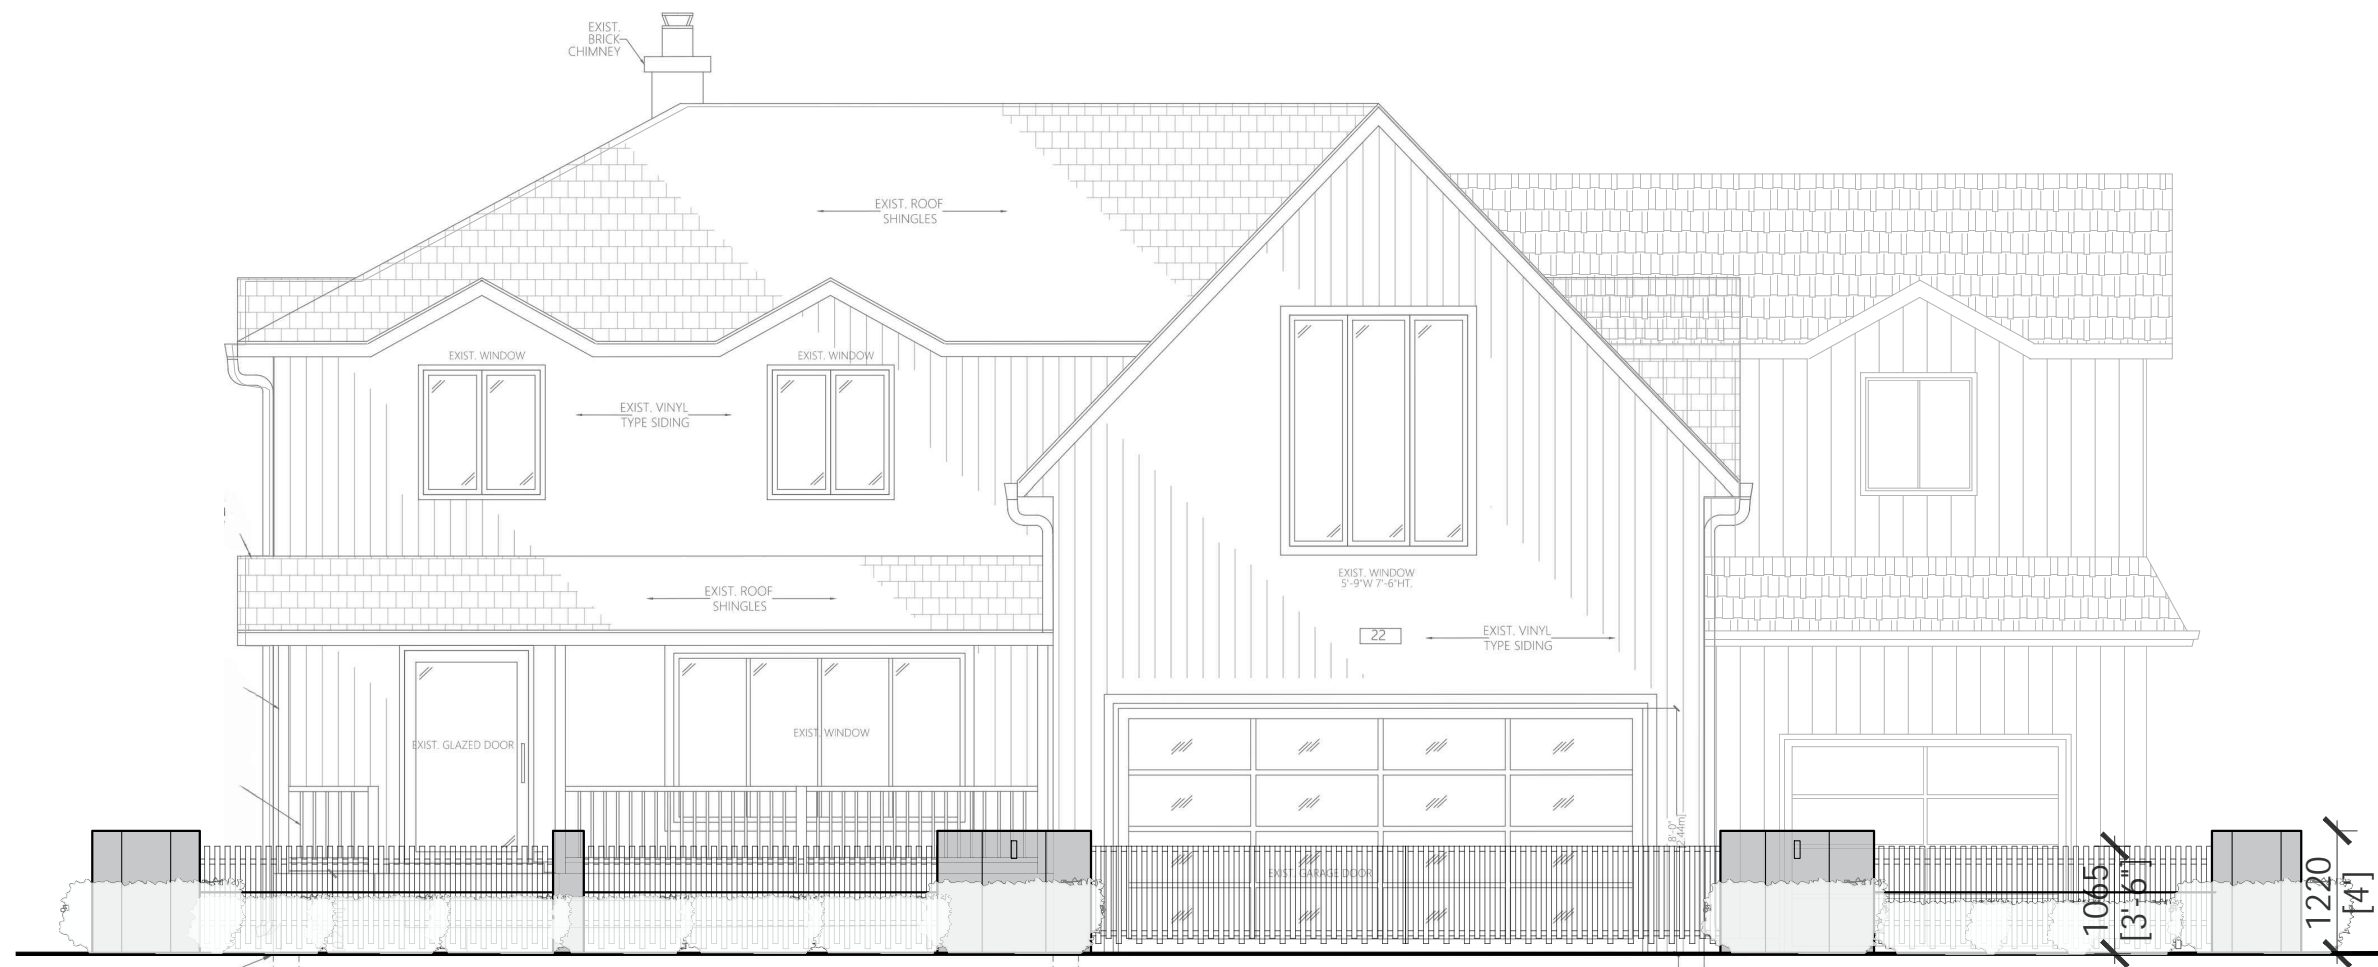 EXIST.
BRICK
CHIMNEY
EXIST. ROOF
SHINGLES
EXIST. WINDOW
EXIST. WINDOW
EXIST. VINYL
TYPE SIDING
EXIST. WINDOW
5'-9"W 7'-6"HT.
EXIST. ROOF
SHINGLES
22
EXIST. VINYL
TYPE SIDING
EXIST. GLAZED DOOR
EXIST. WINDOW
8'-0"
EXIST. GARAGE DOOR
1065
[3'-6"]
1220
[4']